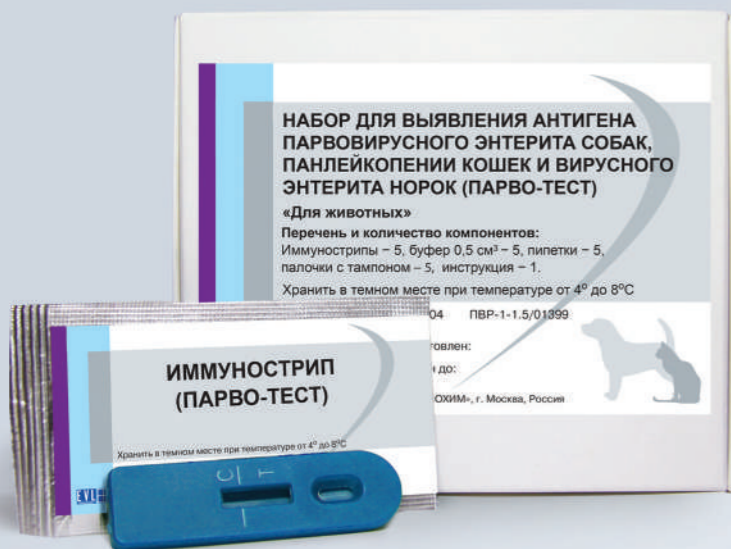 НАБОР ДЛЯ ВЫЯВЛЕНИЯ АНТИГЕНА
ПАРВОВИРУСНОГО ЭНТЕРИТА СОБАК,
ПАНЛЕЙКОПЕНИИ КОШЕК И ВИРУСНОГО
ЭНТЕРИТА НОРОК (ПАРВО-ТЕСТ)
«Для животных»
Перечень и количество компонентов:
Иммунострипы – 5, буфер 0,5 см³ – 5, пипетки – 5,
палочки с тампоном – 5, инструкция – 1.
Хранить в темном месте при температуре от 4° до 8°C
04 ПВР-1-1.5/01399
до:
г. Москва, Россия
ИММУНОСТРИП
(ПАРВО-ТЕСТ)
Хранить в темном месте при температуре от 4° до 8°C
EVL
C
T